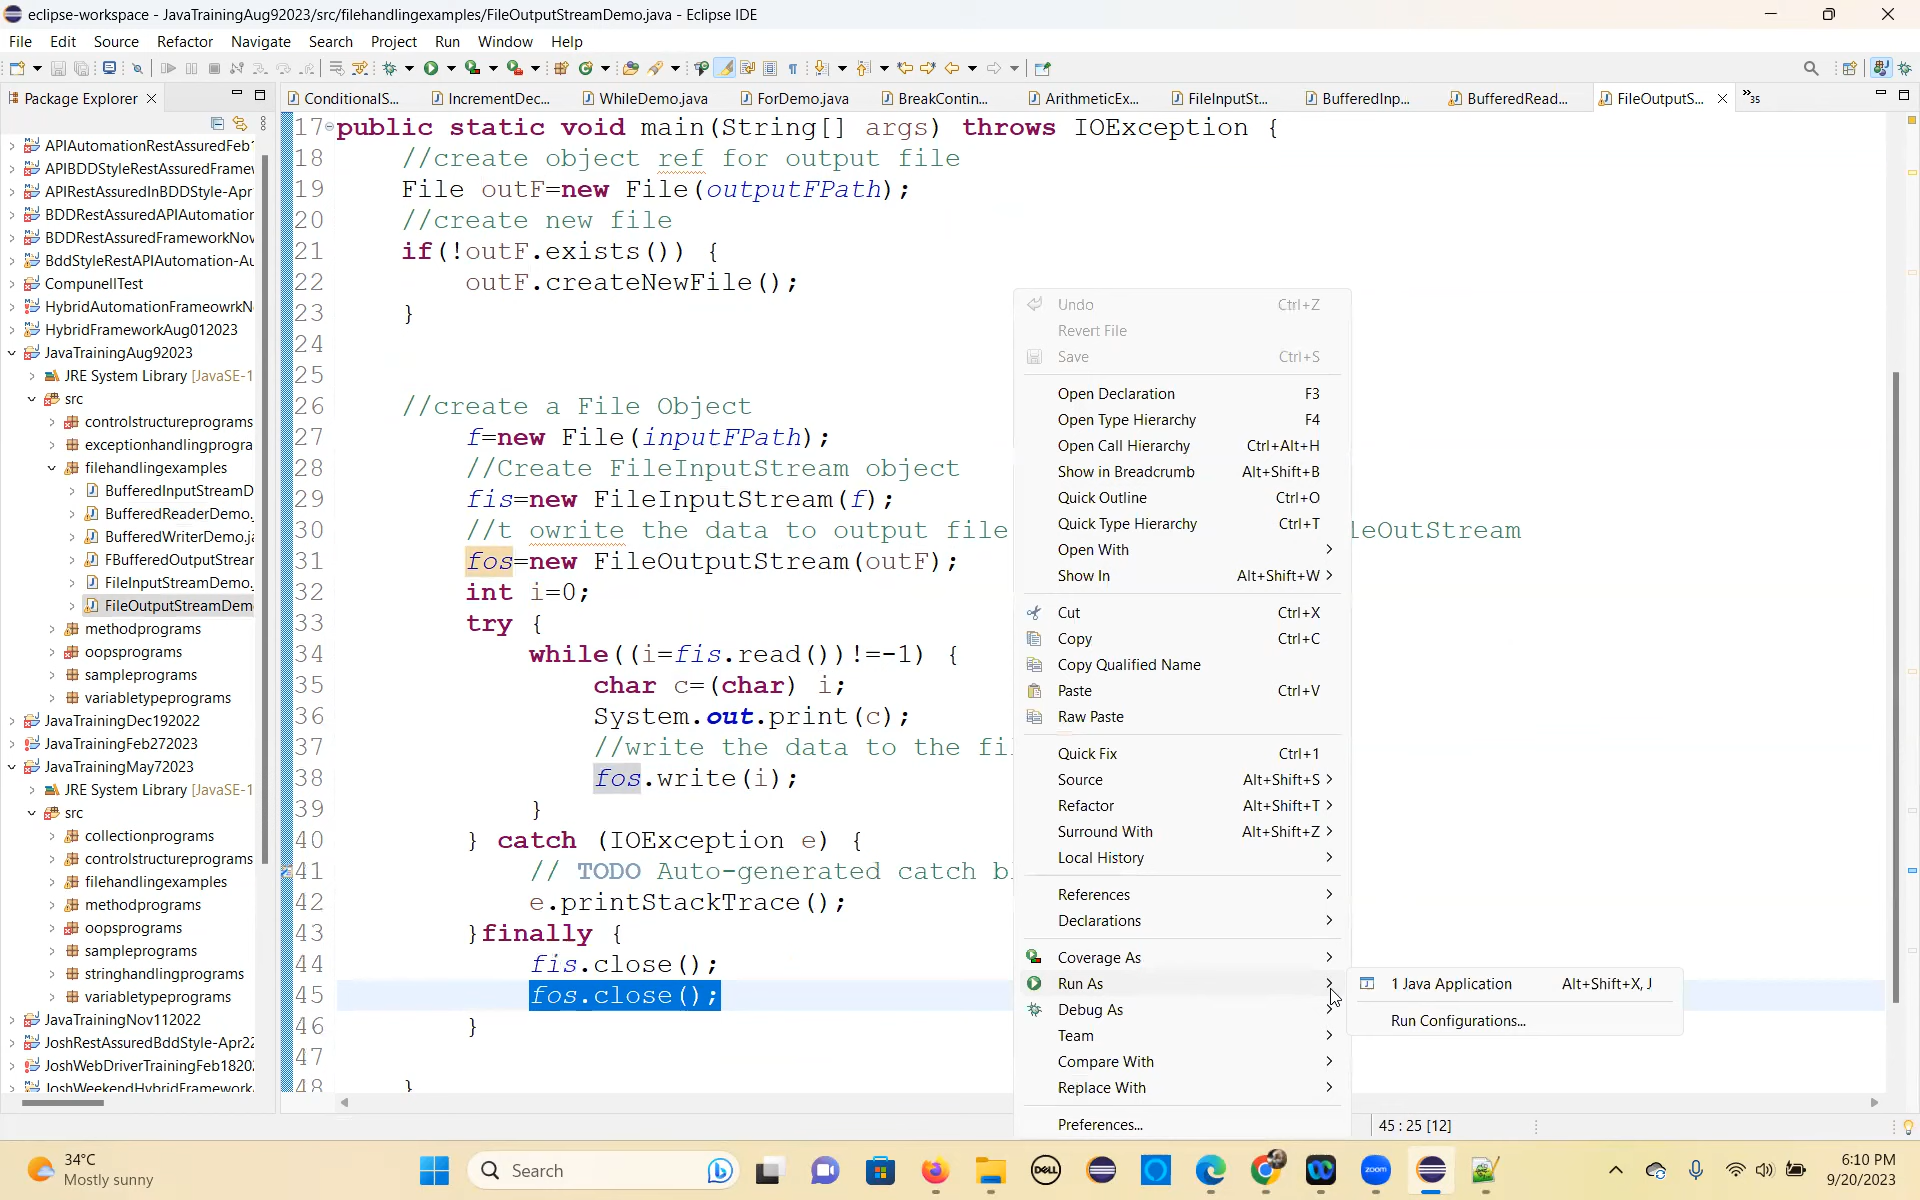 eclipse-workspace - JavaTrainingAug92023/src/filehandlingexamples/FileOutputStreamDemo.java - Eclipse IDE
File Edit Source Refactor Navigate Search Project Run Window Help
Package Explorer
ConditionalS... IncrementDec... WhileDemo.java ForDemo.java BreakContin... ArithmeticEx... FileInputSt... BufferedInp... BufferedRead... FileOutputS... »35
APIAutomationRestAssuredFeb1
APIBDDStyleRestAssuredFramew
APIRestAssuredInBDDStyle-Apr
BDDRestAssuredAPIAutomation
BDDRestAssuredFrameworkNov
BddStyleRestAPIAutomation-Au
CompunellTest
HybridAutomationFrameowrkN
HybridFrameworkAug012023
JavaTrainingAug92023
JRE System Library [JavaSE-1
src
controlstructureprograms
exceptionhandlingprogra
filehandlingexamples
BufferedInputStreamD
BufferedReaderDemo.
BufferedWriterDemo.ja
FBufferedOutputStrear
FileInputStreamDemo.
FileOutputStreamDem
methodprograms
oopsprograms
sampleprograms
variabletypeprograms
JavaTrainingDec192022
JavaTrainingFeb272023
JavaTrainingMay72023
JRE System Library [JavaSE-1
src
collectionprograms
controlstructureprograms
filehandlingexamples
methodprograms
oopsprograms
sampleprograms
stringhandlingprograms
variabletypeprograms
JavaTrainingNov112022
JoshRestAssuredBddStyle-Apr22
JoshWebDriverTrainingFeb1820
JoshWeekendHybridFramework
17 public static void main(String[] args) throws IOException {
18 //create object ref for output file
19 File outF=new File(outputFPath);
20 //create new file
21 if(!outF.exists()) {
22 outF.createNewFile();
23 }
24
25
26 //create a File Object
27 f=new File(inputFPath);
28 //Create FileInputStream object
29 fis=new FileInputStream(f);
30 //t owrite the data to output file leOutStream
31 fos=new FileOutputStream(outF);
32 int i=0;
33 try {
34 while((i=fis.read())!=-1) {
35 char c=(char) i;
36 System.out.print(c);
37 //write the data to the fi
38 fos.write(i);
39 }
40 } catch (IOException e) {
41 // TODO Auto-generated catch bl
42 e.printStackTrace();
43 }finally {
44 fis.close();
45 fos.close();
46 }
47
48 }
Undo Ctrl+Z
Revert File
Save Ctrl+S
Open Declaration F3
Open Type Hierarchy F4
Open Call Hierarchy Ctrl+Alt+H
Show in Breadcrumb Alt+Shift+B
Quick Outline Ctrl+O
Quick Type Hierarchy Ctrl+T
Open With
Show In Alt+Shift+W
Cut Ctrl+X
Copy Ctrl+C
Copy Qualified Name
Paste Ctrl+V
Raw Paste
Quick Fix Ctrl+1
Source Alt+Shift+S
Refactor Alt+Shift+T
Surround With Alt+Shift+Z
Local History
References
Declarations
Coverage As
Run As
Debug As
Team
Compare With
Replace With
Preferences...
1 Java Application Alt+Shift+X, J
Run Configurations...
45 : 25 [12]
34°C
Mostly sunny
Search
DELL
zoom
6:10 PM
9/20/2023